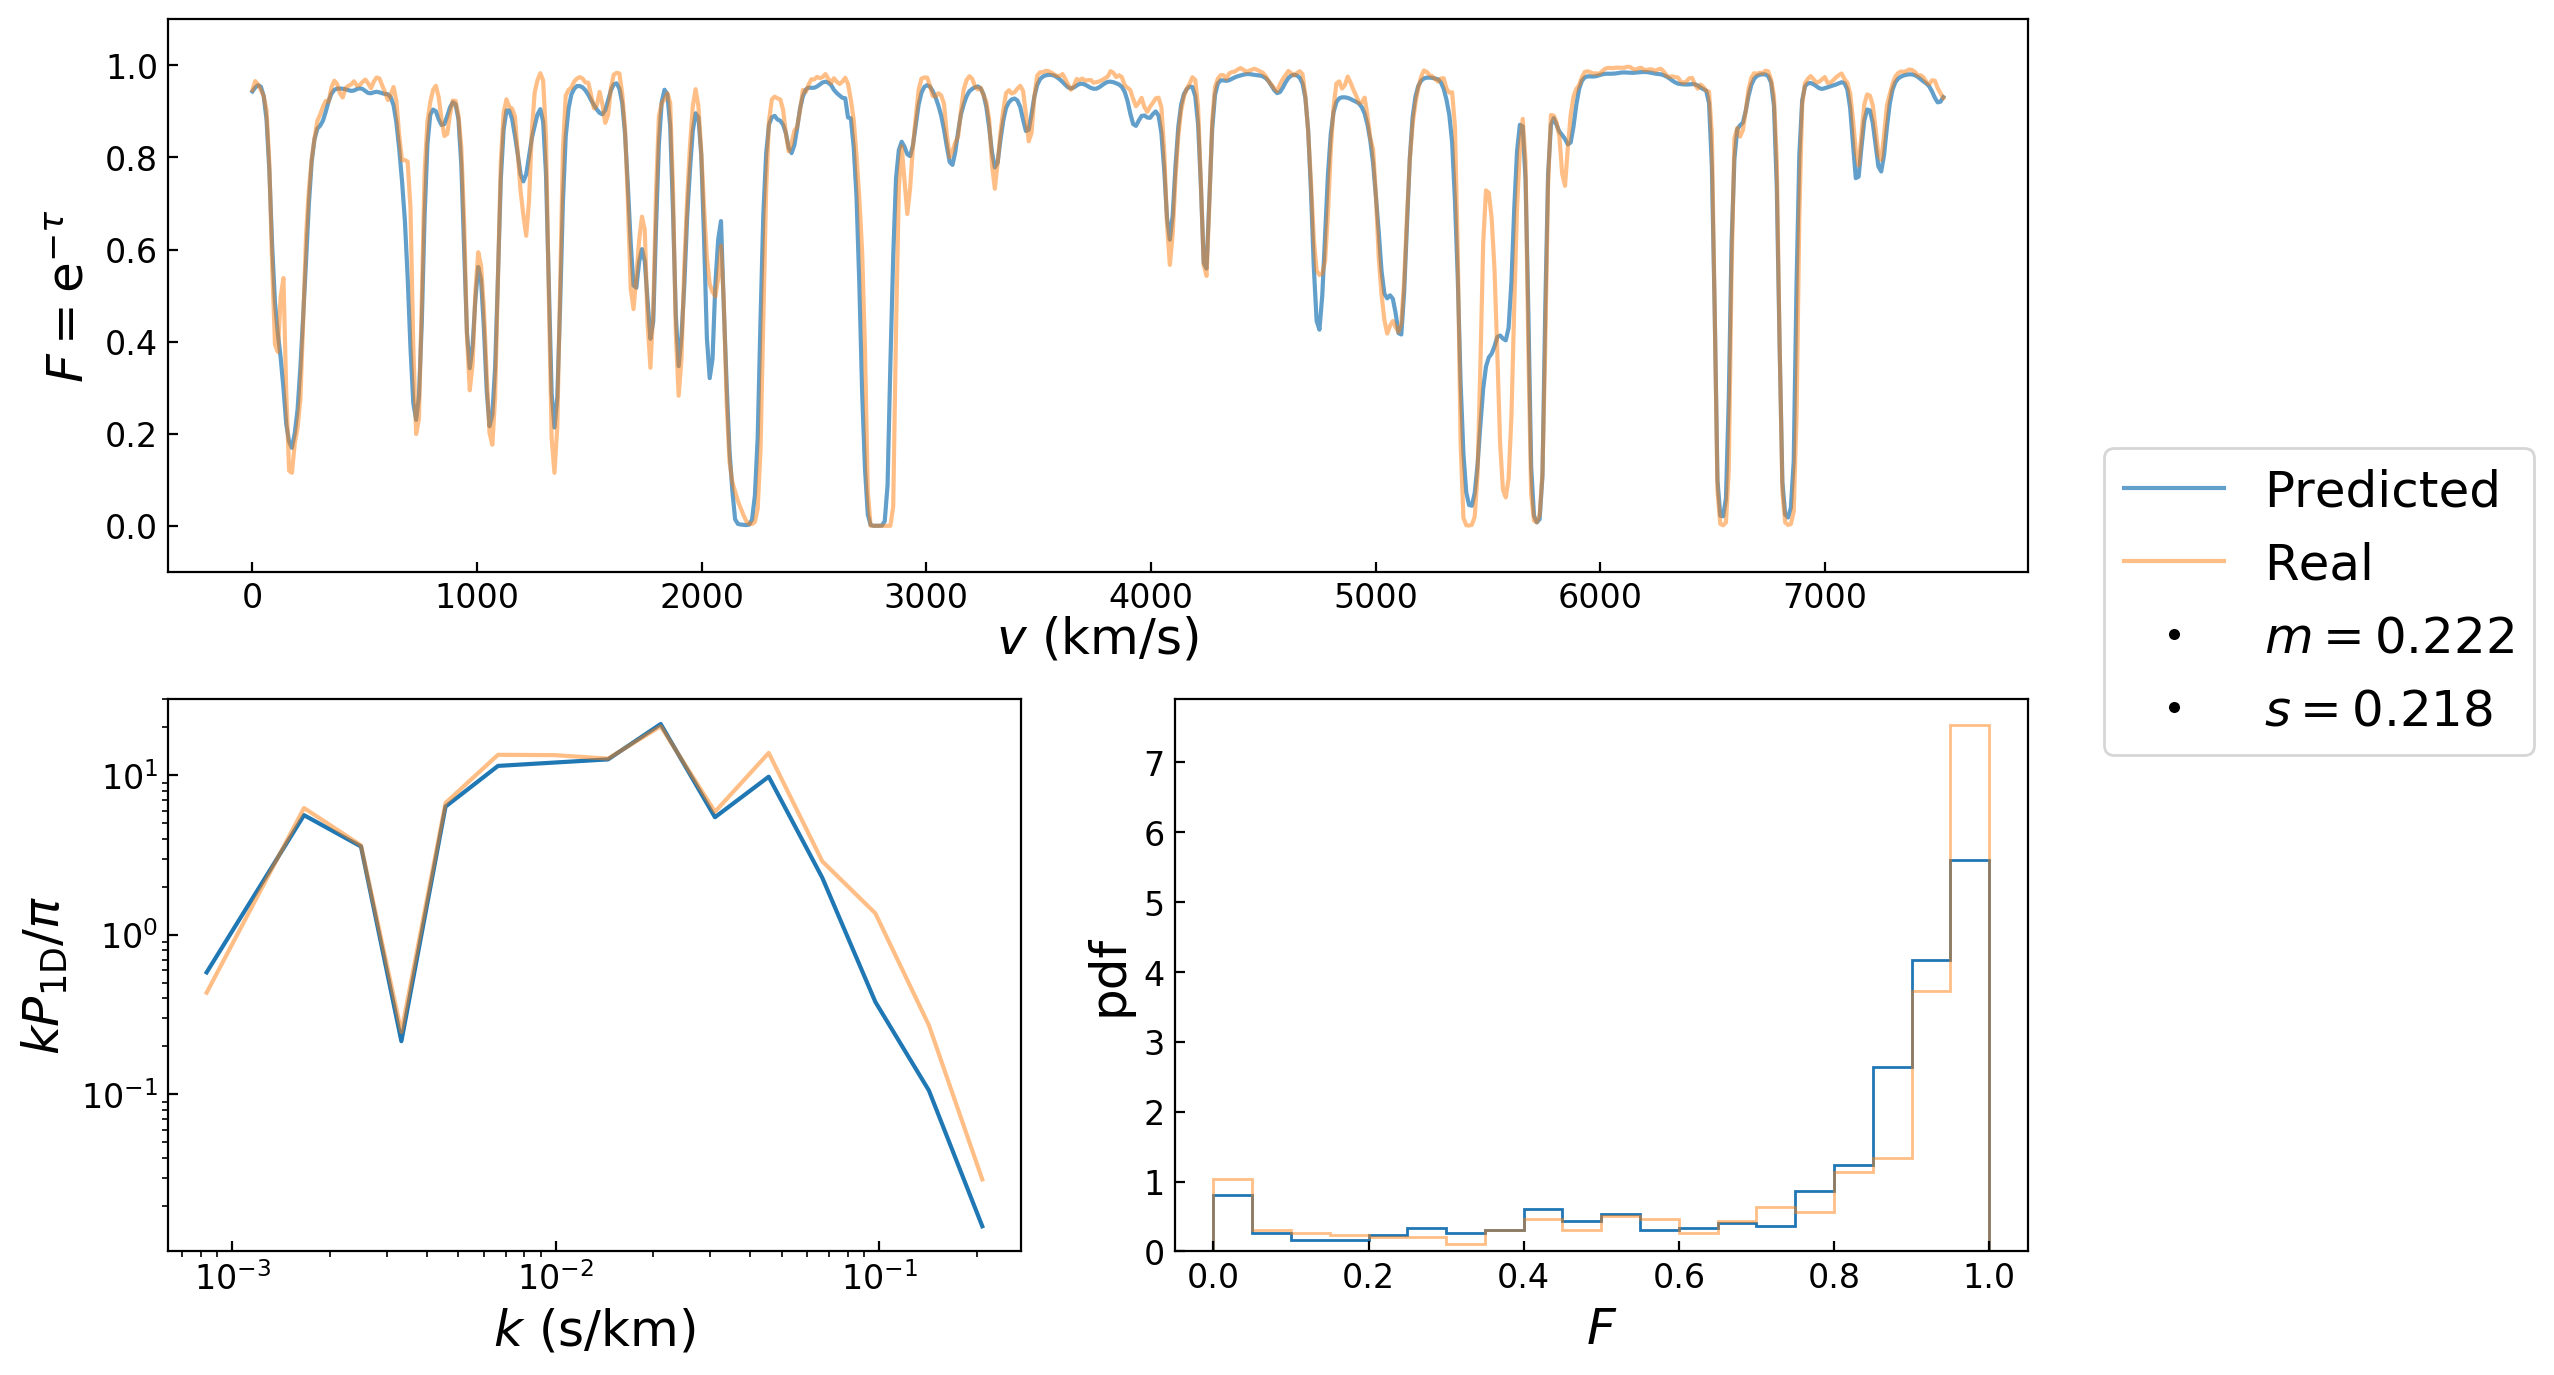 1.0
0.8
0.6
0.4
0.2
0.0
F = e^{−τ}
0 1000 2000 3000 4000 5000 6000 7000
v (km/s)
Predicted
Real
m = 0.222
s = 0.218
10^1
10^0
10^{−1}
kP_{1D}/π
10^{−3} 10^{−2} 10^{−1}
k (s/km)
7
6
5
4
3
2
1
0
pdf
0.0 0.2 0.4 0.6 0.8 1.0
F